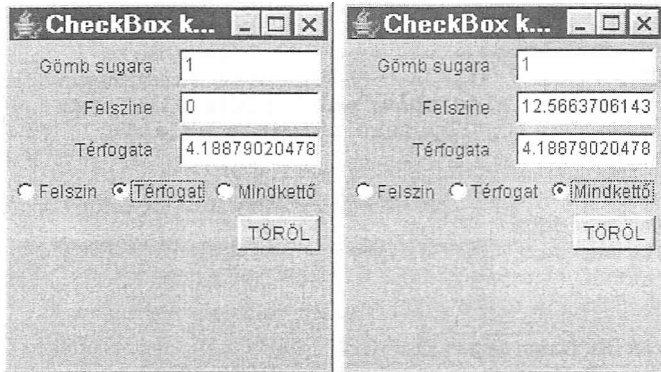 CheckBox k...
Gömb sugara 1
Felszine 0
Térfogata 4.18879020478
Felszin Térfogat Mindkettő
TÖRÖL
CheckBox k...
Gömb sugara 1
Felszine 12.5663706143
Térfogata 4.18879020478
Felszin Térfogat Mindkettő
TÖRÖL